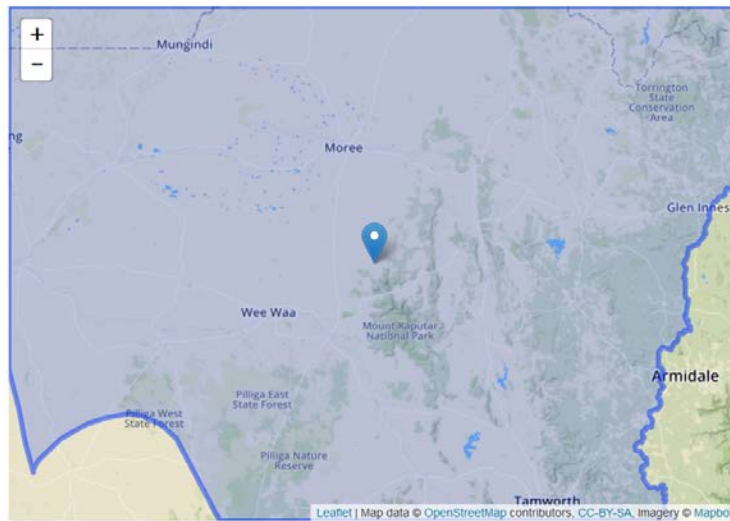 +
Mungindi
−
Torrington
State
Conservation
Area
ng
Moree
Glen Innes
Wee Waa
Mount Kaputar
National Park
Armidale
Pilliga East
State Forest
Pilliga West
State Forest
Pilliga Nature
Reserve
Tamworth
Leaflet | Map data © OpenStreetMap contributors, CC-BY-SA, Imagery © Mapbo